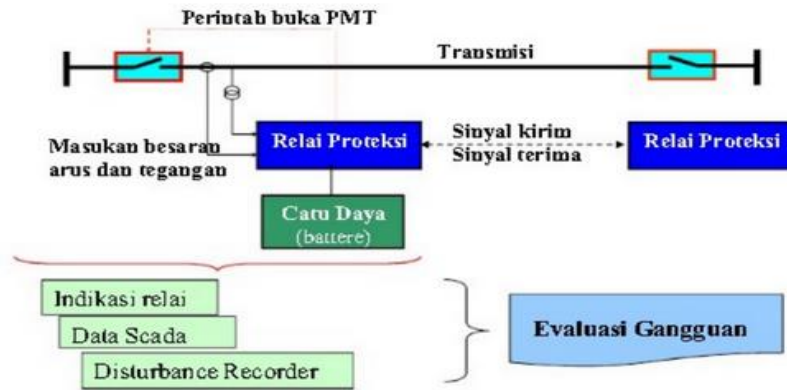 Perintah buka PMT
Transmisi
Masukan besaran
arus dan tegangan
Relai Proteksi
Sinyal kirim
Sinyal terima
Relai Proteksi
Catu Daya
(battere)
Indikasi relai
Data Scada
Disturbance Recorder
Evaluasi Gangguan